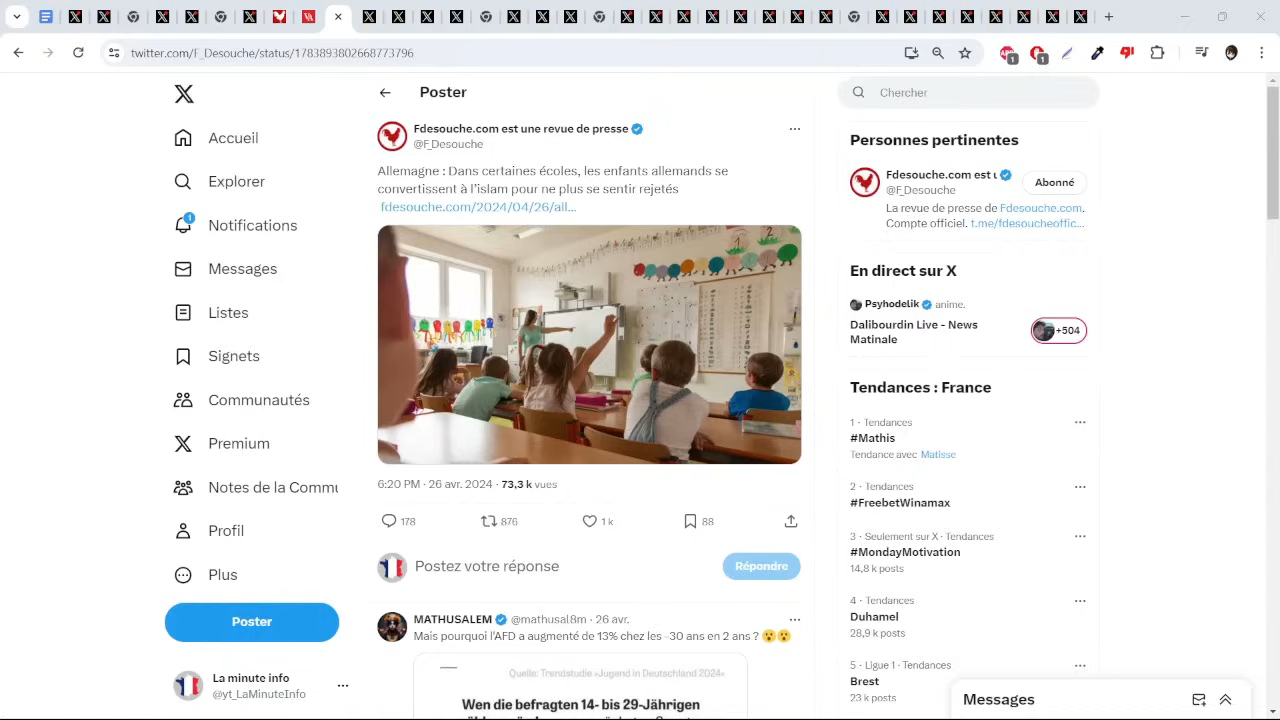 twitter.com/F_Desouche/status/1783893802668773796
Accueil
Explorer
1
Notifications
Messages
Listes
Signets
Communautés
Premium
Notes de la Commu
Profil
Plus
Poster
La minute info
@yt_LaMinuteInfo
Poster
Fdesouche.com est une revue de presse
@F_Desouche
Allemagne : Dans certaines écoles, les enfants allemands se
convertissent à l'islam pour ne plus se sentir rejetés
fdesouche.com/2024/04/26/all...
6:20 PM · 26 avr. 2024 · 73,3 k vues
178
876
1 k
88
Postez votre réponse
Répondre
MATHUSALEM @mathusal8m · 26 avr.
Mais pourquoi l'AFD a augmenté de 13% chez les -30 ans en 2 ans ? 😮😮
Quelle: Trendstudie «Jugend in Deutschland 2024»
Wen die befragten 14- bis 29-Jährigen
Chercher
Personnes pertinentes
Fdesouche.com est
@F_Desouche
Abonné
La revue de presse de Fdesouche.com.
Compte officiel. t.me/fdesoucheoffic...
En direct sur X
Psyhodelik anime.
Dalibourdin Live - News
Matinale
+504
Tendances : France
1 · Tendances
#Mathis
Tendance avec Matisse
2 · Tendances
#FreebetWinamax
3 · Seulement sur X · Tendances
#MondayMotivation
14,8 k posts
4 · Tendances
Duhamel
28,9 k posts
5 · Ligue 1 · Tendances
Brest
23 k posts
Messages